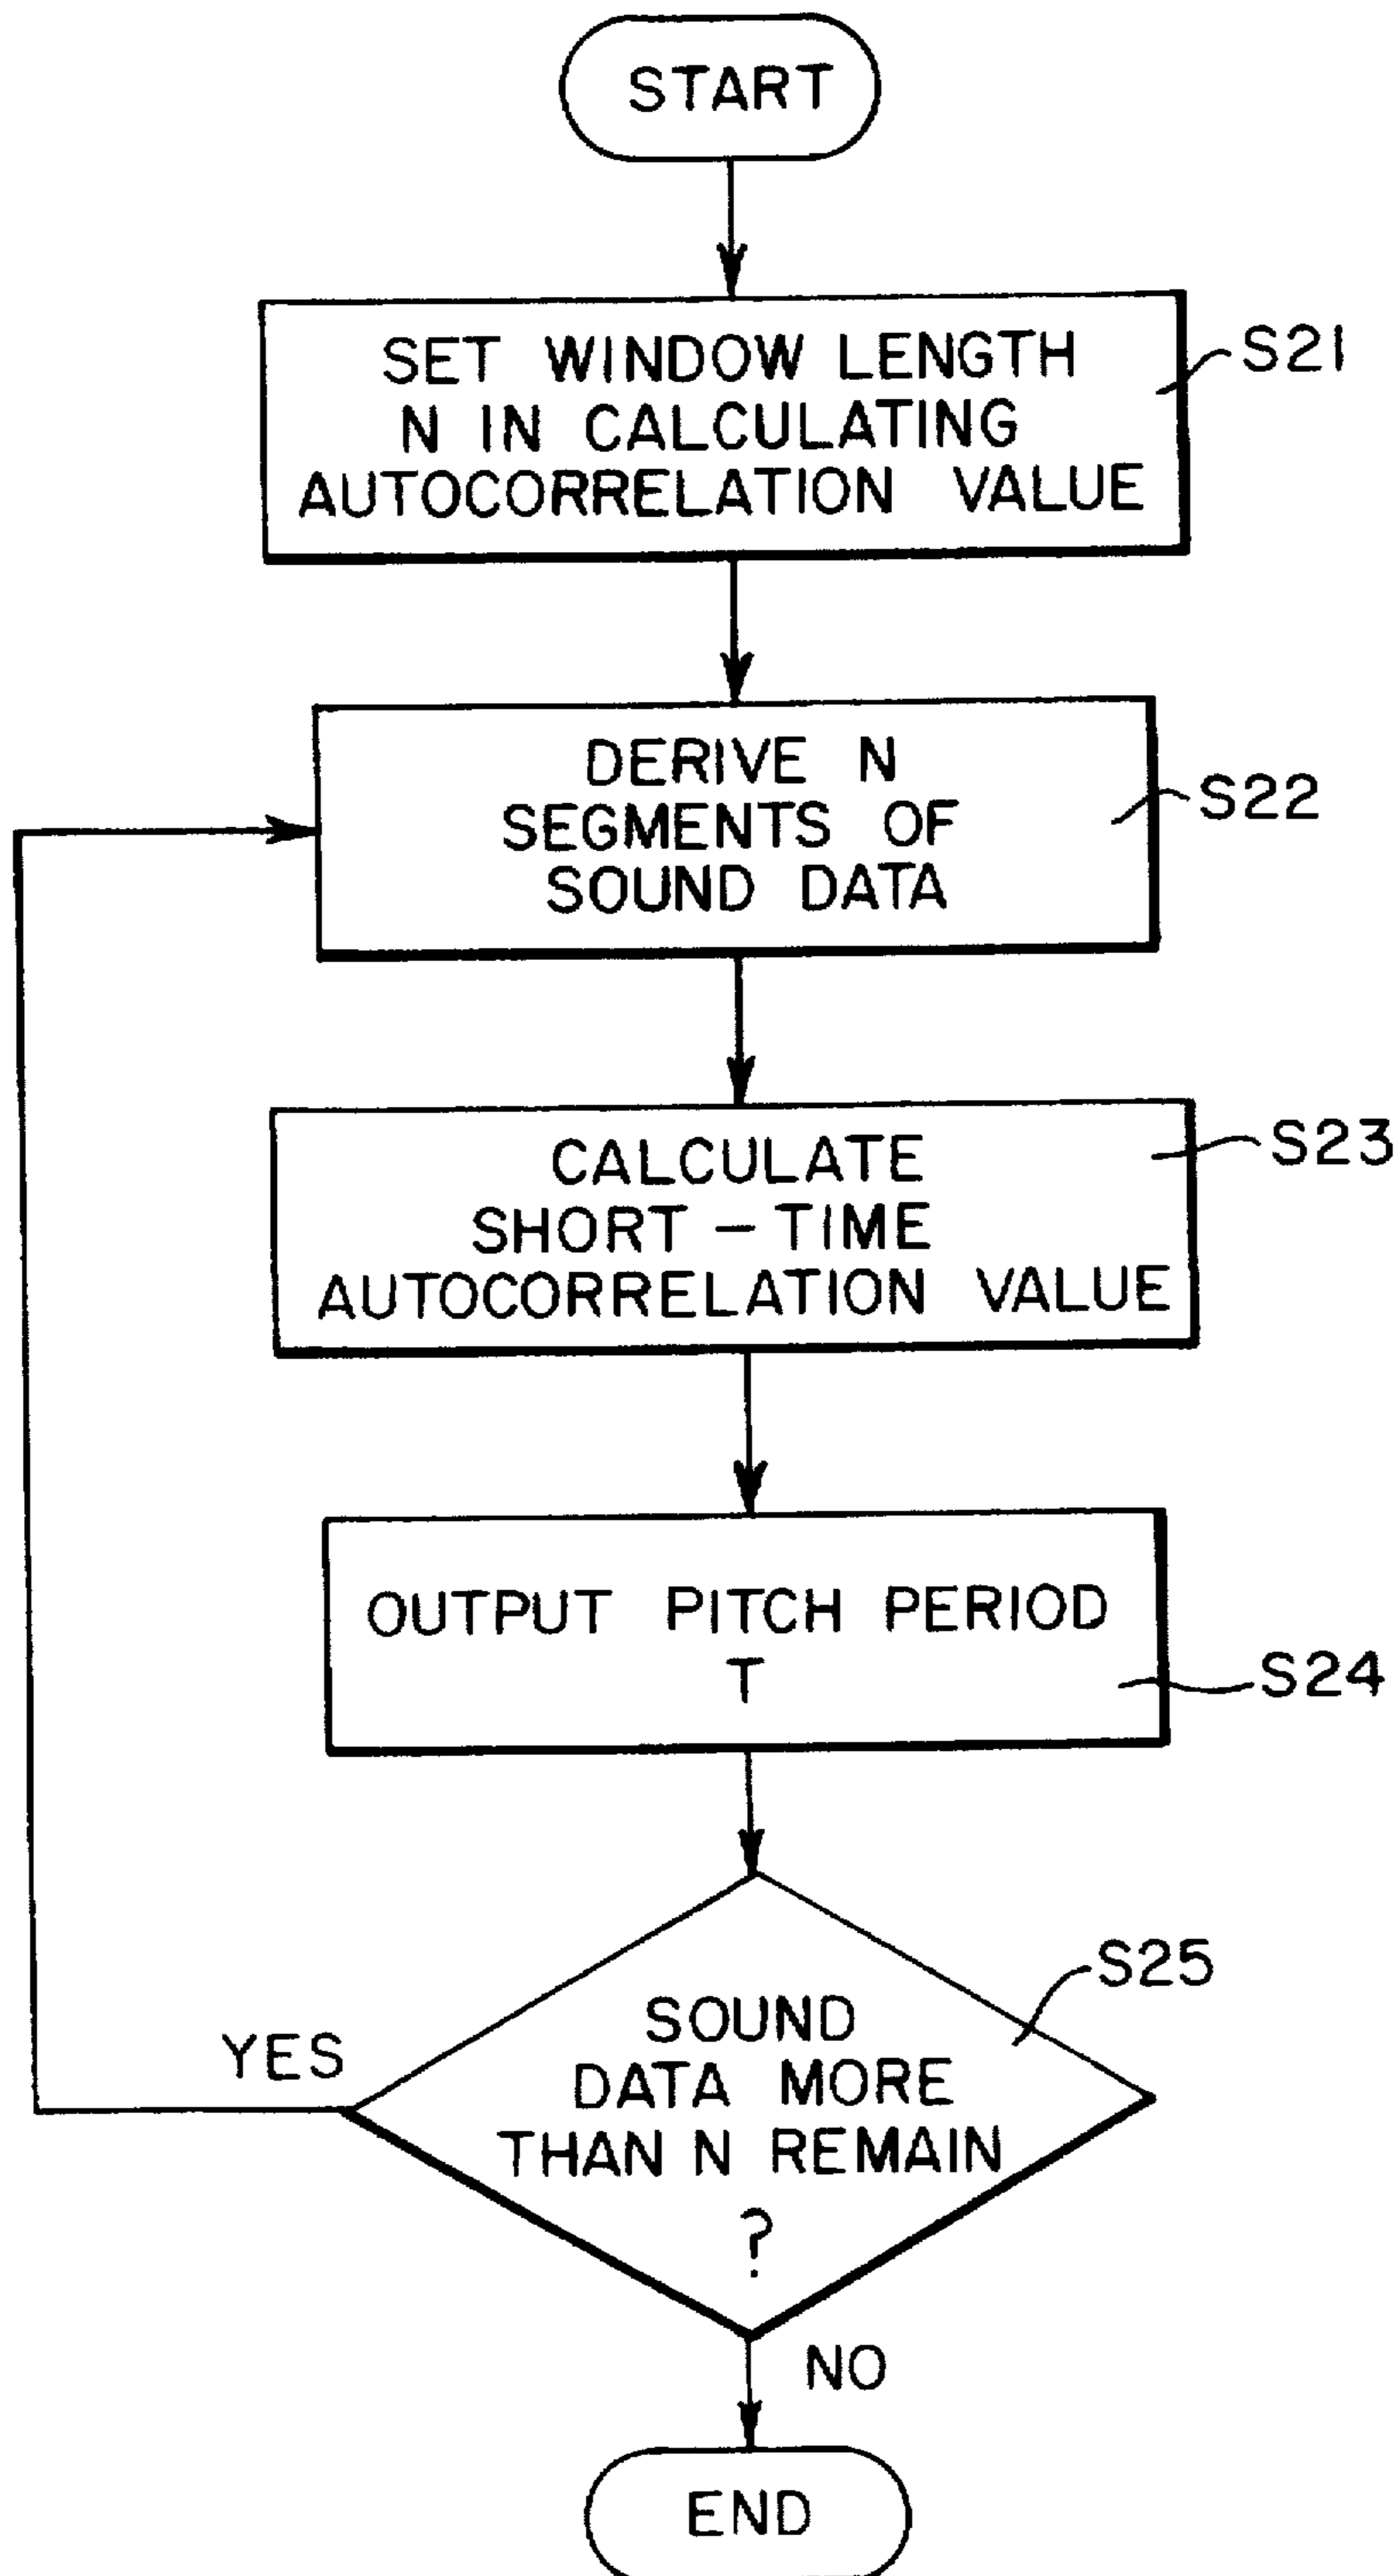 START
SET WINDOW LENGTH
N IN CALCULATING
AUTOCORRELATION VALUE
S21
DERIVE N
SEGMENTS OF
SOUND DATA
S22
CALCULATE
SHORT-TIME
AUTOCORRELATION VALUE
S23
OUTPUT PITCH PERIOD
T
S24
SOUND
DATA MORE
THAN N REMAIN
?
S25
YES
NO
END